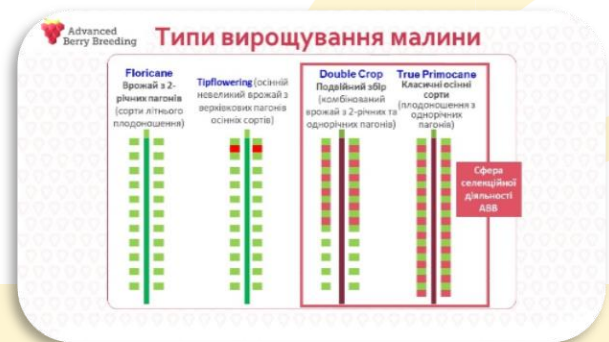 Advanced
Berry Breeding
Типи вирощування малини
Floricane
Врожай з 2-
річних пагонів
(сорти літнього
плодоношення)
Tipflowering (осінній
невеликий врожай з
верхівкових пагонів
осінніх сортів)
Double Crop
Подвійний збір
(комбінований
врожай з 2-річних та
однорічних пагонів)
True Primocane
Класичні осінні
сорти
(плодоношення з
однорічних
пагонів)
Сфера
селекційної
діяльності
АВВ